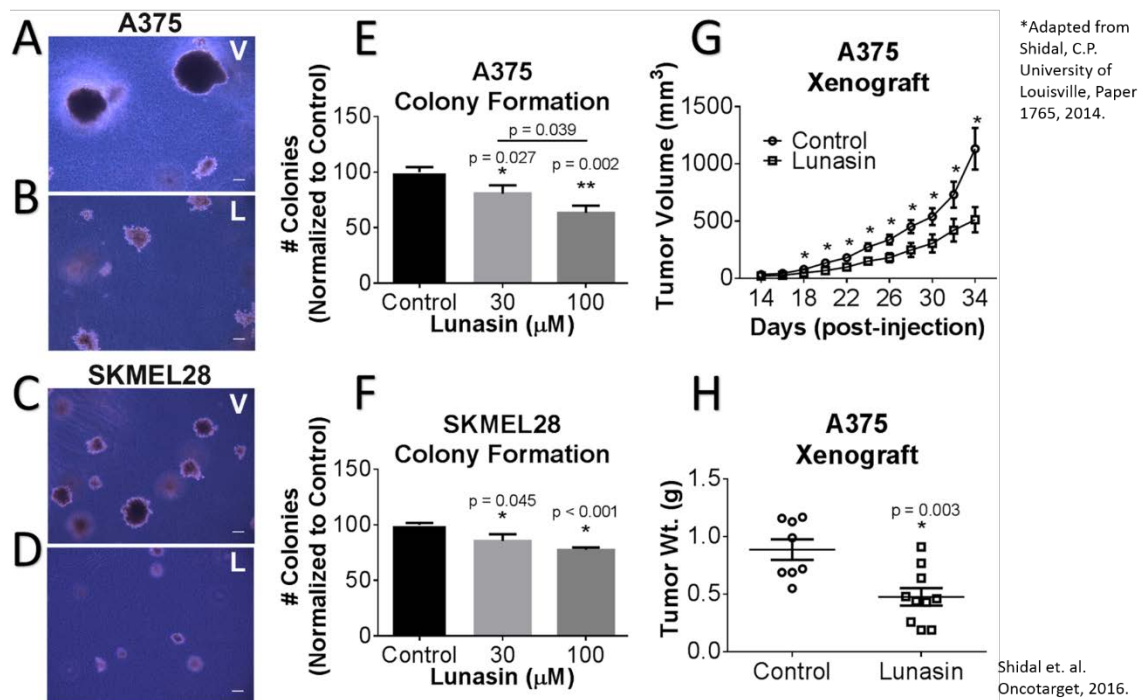 A
A375
V
B
L
SKMEL28
C
V
D
L
E
A375
Colony Formation
# Colonies
(Normalized to Control)
150
100
50
0
p = 0.039
p = 0.027
*
p = 0.002
**
Control
30
100
Lunasin (μM)
F
SKMEL28
Colony Formation
# Colonies
(Normalized to Control)
150
100
50
0
p = 0.045
*
p < 0.001
*
Control
30
100
Lunasin (μM)
G
A375
Xenograft
Tumor Volume (mm³)
1500
1000
500
0
Control
Lunasin
* * * * * * * * *
14 18 22 26 30 34
Days (post-injection)
H
A375
Xenograft
Tumor Wt. (g)
1.5
1.0
0.5
0.0
p = 0.003
*
Control
Lunasin
*Adapted from
Shidal, C.P.
University of
Louisville, Paper
1765, 2014.
Shidal et. al.
Oncotarget, 2016.